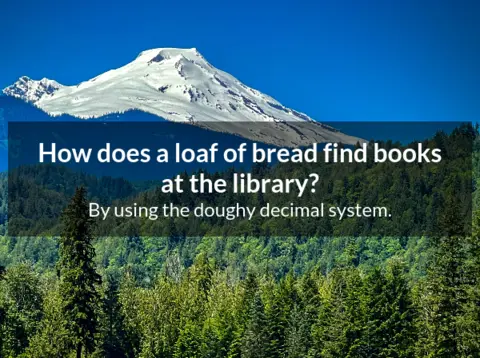 How does a loaf of bread find books
at the library?
By using the doughy decimal system.